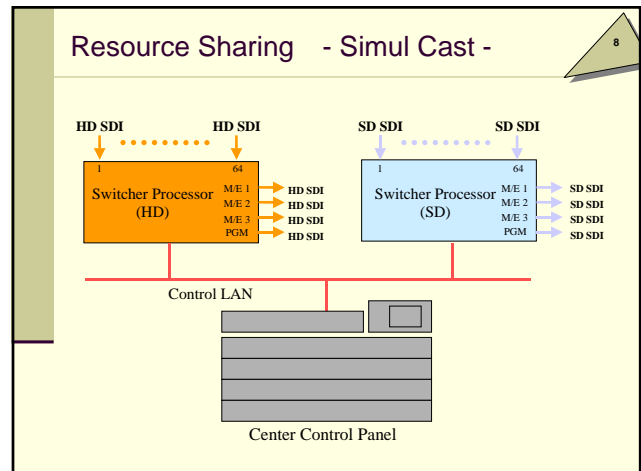 Resource Sharing - Simul Cast -
8
HD SDI HD SDI
1 64
Switcher Processor
(HD)
M/E 1
M/E 2
M/E 3
PGM
HD SDI
HD SDI
HD SDI
HD SDI
SD SDI SD SDI
1 64
Switcher Processor
(SD)
M/E 1
M/E 2
M/E 3
PGM
SD SDI
SD SDI
SD SDI
SD SDI
Control LAN
Center Control Panel